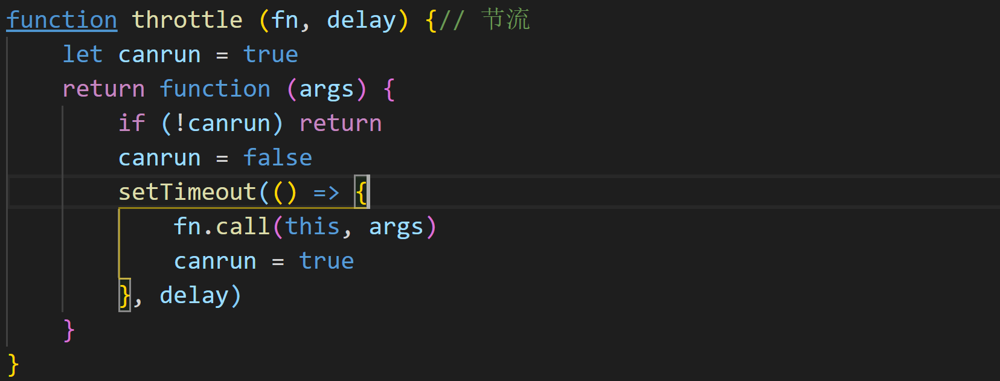 function throttle (fn, delay) {// 节流
    let canrun = true
    return function (args) {
        if (!canrun) return
        canrun = false
        setTimeout(() => {
            fn.call(this, args)
            canrun = true
        }, delay)
    }
}